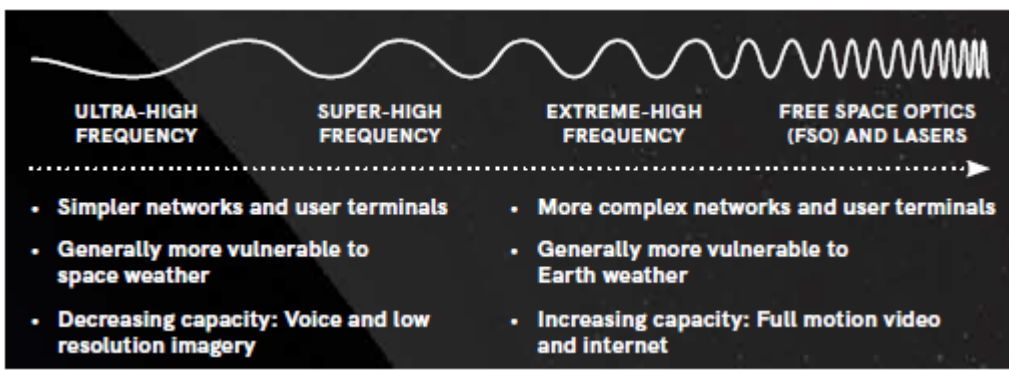 ULTRA-HIGH
FREQUENCY
SUPER-HIGH
FREQUENCY
EXTREME-HIGH
FREQUENCY
FREE SPACE OPTICS
(FSO) AND LASERS
• Simpler networks and user terminals
• Generally more vulnerable to
space weather
• Decreasing capacity: Voice and low
resolution imagery
• More complex networks and user terminals
• Generally more vulnerable to
Earth weather
• Increasing capacity: Full motion video
and internet